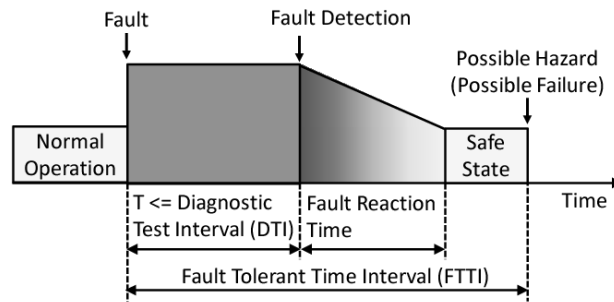 Fault
Fault Detection
Possible Hazard
(Possible Failure)
Normal
Operation
Safe
State
T <= Diagnostic
Test Interval (DTI)
Fault Reaction
Time
Time
Fault Tolerant Time Interval (FTTI)